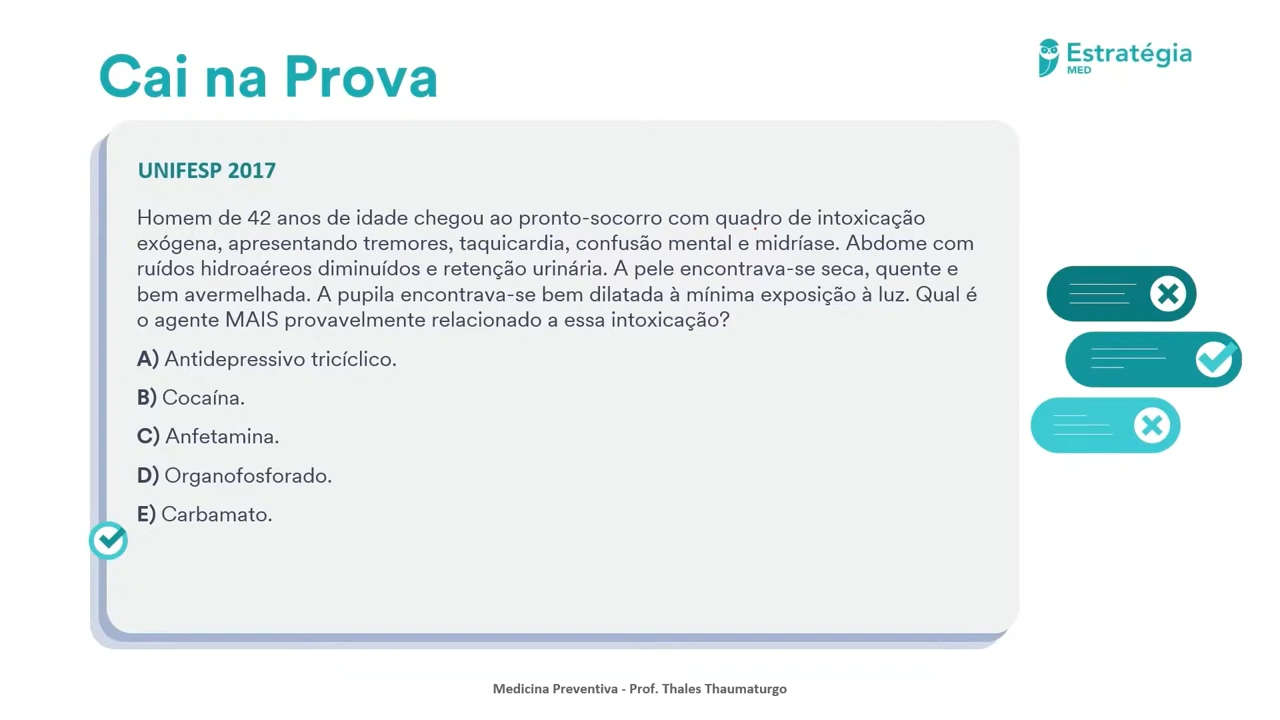 Cai na Prova
Estratégia
MED
UNIFESP 2017
Homem de 42 anos de idade chegou ao pronto-socorro com quadro de intoxicação
exógena, apresentando tremores, taquicardia, confusão mental e midríase. Abdome com
ruídos hidroaéreos diminuídos e retenção urinária. A pele encontrava-se seca, quente e
bem avermelhada. A pupila encontrava-se bem dilatada à mínima exposição à luz. Qual é
o agente MAIS provavelmente relacionado a essa intoxicação?
A) Antidepressivo tricíclico.
B) Cocaína.
C) Anfetamina.
D) Organofosforado.
E) Carbamato.
Medicina Preventiva - Prof. Thales Thaumaturgo